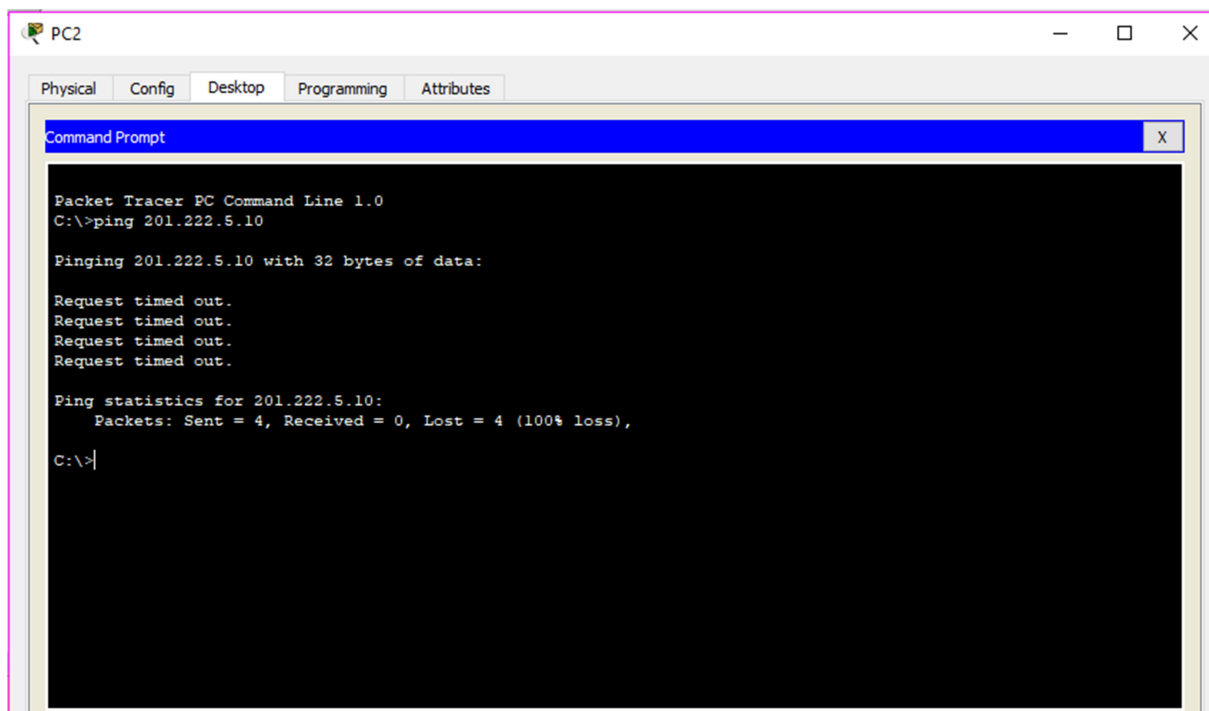 PC2
Physical Config Desktop Programming Attributes
Command Prompt X
Packet Tracer PC Command Line 1.0
C:\>ping 201.222.5.10
Pinging 201.222.5.10 with 32 bytes of data:
Request timed out.
Request timed out.
Request timed out.
Request timed out.
Ping statistics for 201.222.5.10:
Packets: Sent = 4, Received = 0, Lost = 4 (100% loss),
C:\>